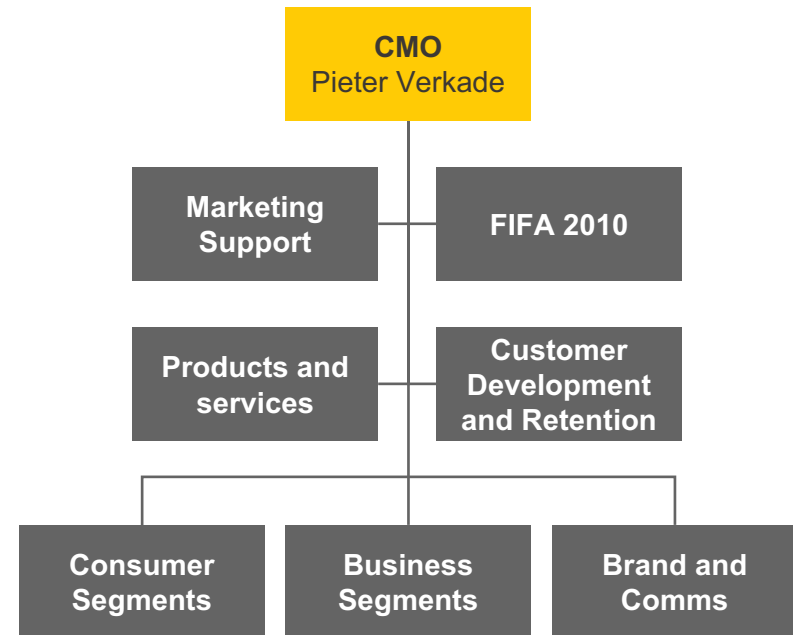 CMO
Pieter Verkade
Marketing
Support
FIFA 2010
Products and
services
Customer
Development
and Retention
Consumer
Segments
Business
Segments
Brand and
Comms